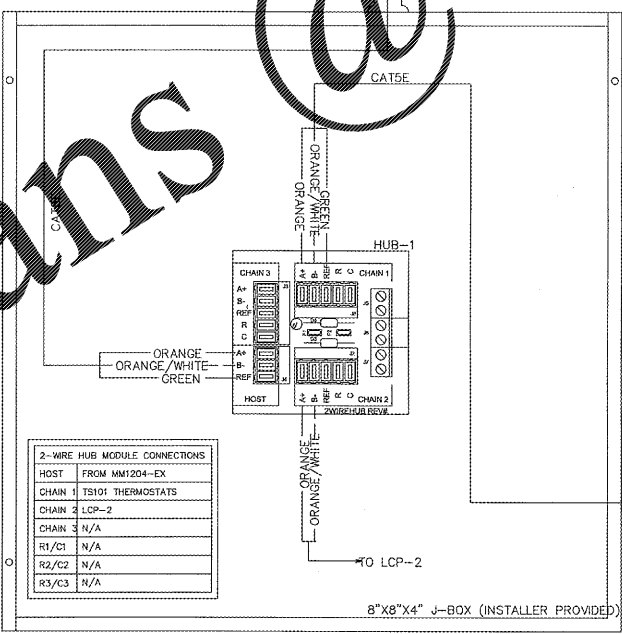 @
ans
CAT5E
CAT5E
ORANGE
ORANGE/WHITE
GREEN
HUB-1
CHAIN 3
A+
B-
REF
R
C
J3
A+ B- REF R C
CHAIN 1
ORANGE
ORANGE/WHITE
GREEN
A+
B-
REF
HOST
A+ B- REF R C
CHAIN 2
2WIREHUB REV#
ORANGE
ORANGE/WHITE
TO LCP-2
2-WIRE HUB MODULE CONNECTIONS
HOST FROM MM1204-EX
CHAIN 1 TS101 THERMOSTATS
CHAIN 2 LCP-2
CHAIN 3 N/A
R1/C1 N/A
R2/C2 N/A
R3/C3 N/A
8"X8"X4" J-BOX (INSTALLER PROVIDED)